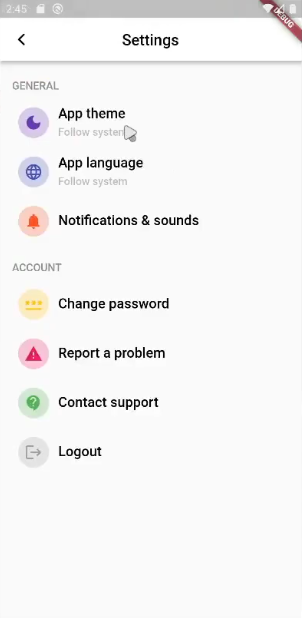 2:45
DEBUG
Settings
GENERAL
App theme
Follow system
App language
Follow system
Notifications & sounds
ACCOUNT
Change password
Report a problem
Contact support
Logout